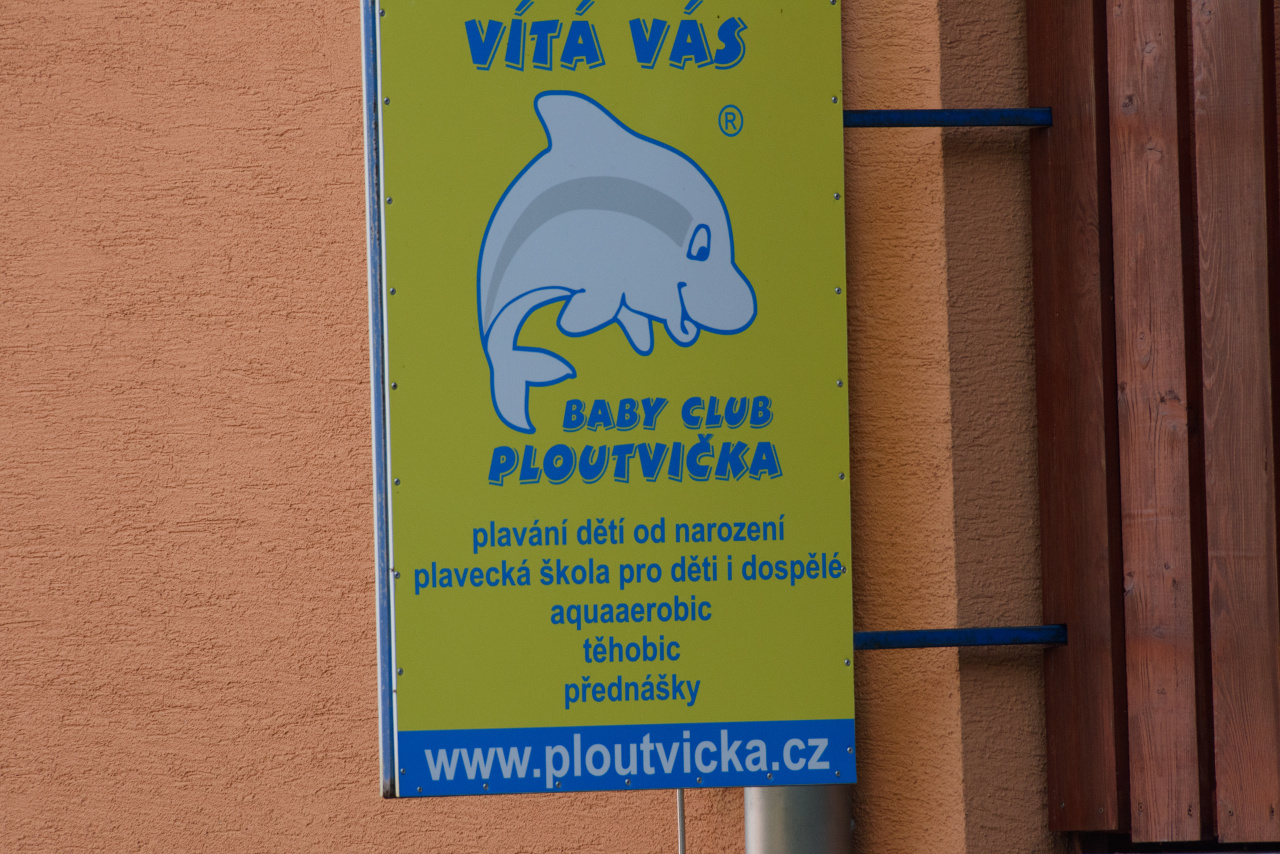 VÍTÁ VÁS
®
BABY CLUB
PLOUTVIČKA
plavání dětí od narození
plavecká škola pro děti i dospělé
aquaaerobic
těhobic
přednášky
www.ploutvicka.cz